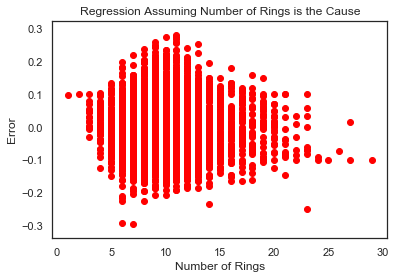 Regression Assuming Number of Rings is the Cause
0.3
0.2
0.1
0.0
−0.1
−0.2
−0.3
Error
0 5 10 15 20 25 30
Number of Rings